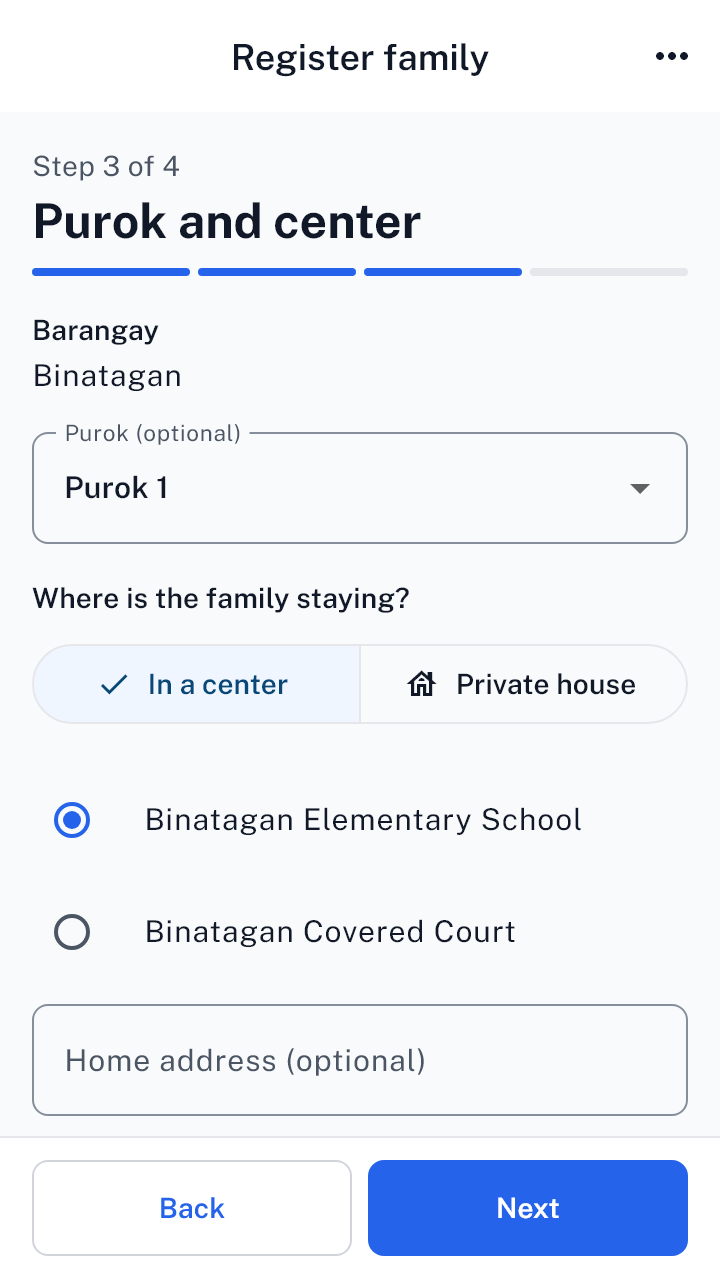 Register family
Step 3 of 4
Purok and center
Barangay
Binatagan
Purok (optional)
Purok 1
Where is the family staying?
In a center
Private house
Binatagan Elementary School
Binatagan Covered Court
Home address (optional)
Back
Next